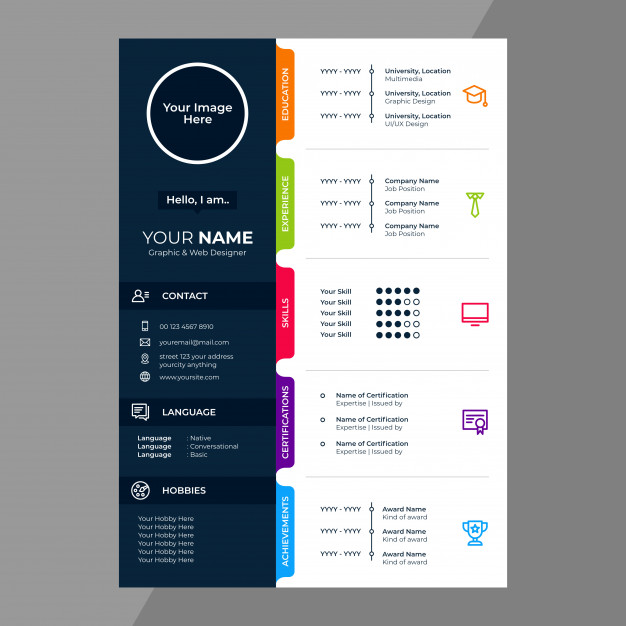 Your Image
Here
Hello, I am..
YOUR NAME
Graphic & Web Designer
CONTACT
00 123 4567 8910
youremail@mail.com
street 123 your address
yourcity anything
www.yoursite.com
LANGUAGE
Language : Native
Language : Conversational
Language : Basic
HOBBIES
Your Hobby Here
Your Hobby Here
Your Hobby Here
Your Hobby Here
Your Hobby Here
Your Hobby Here
EDUCATION
YYYY - YYYY University, Location
Multimedia
YYYY - YYYY University, Location
Graphic Design
YYYY - YYYY University, Location
UI/UX Design
EXPERIENCE
YYYY - YYYY Company Name
Job Position
YYYY - YYYY Company Name
Job Position
YYYY - YYYY Company Name
Job Position
SKILLS
Your Skill
Your Skill
Your Skill
Your Skill
Your Skill
CERTIFICATIONS
Name of Certification
Expertise | Issued by
Name of Certification
Expertise | Issued by
Name of Certification
Expertise | Issued by
ACHIEVEMENTS
YYYY - YYYY Award Name
Kind of award
YYYY - YYYY Award Name
Kind of award
YYYY - YYYY Award Name
Kind of award